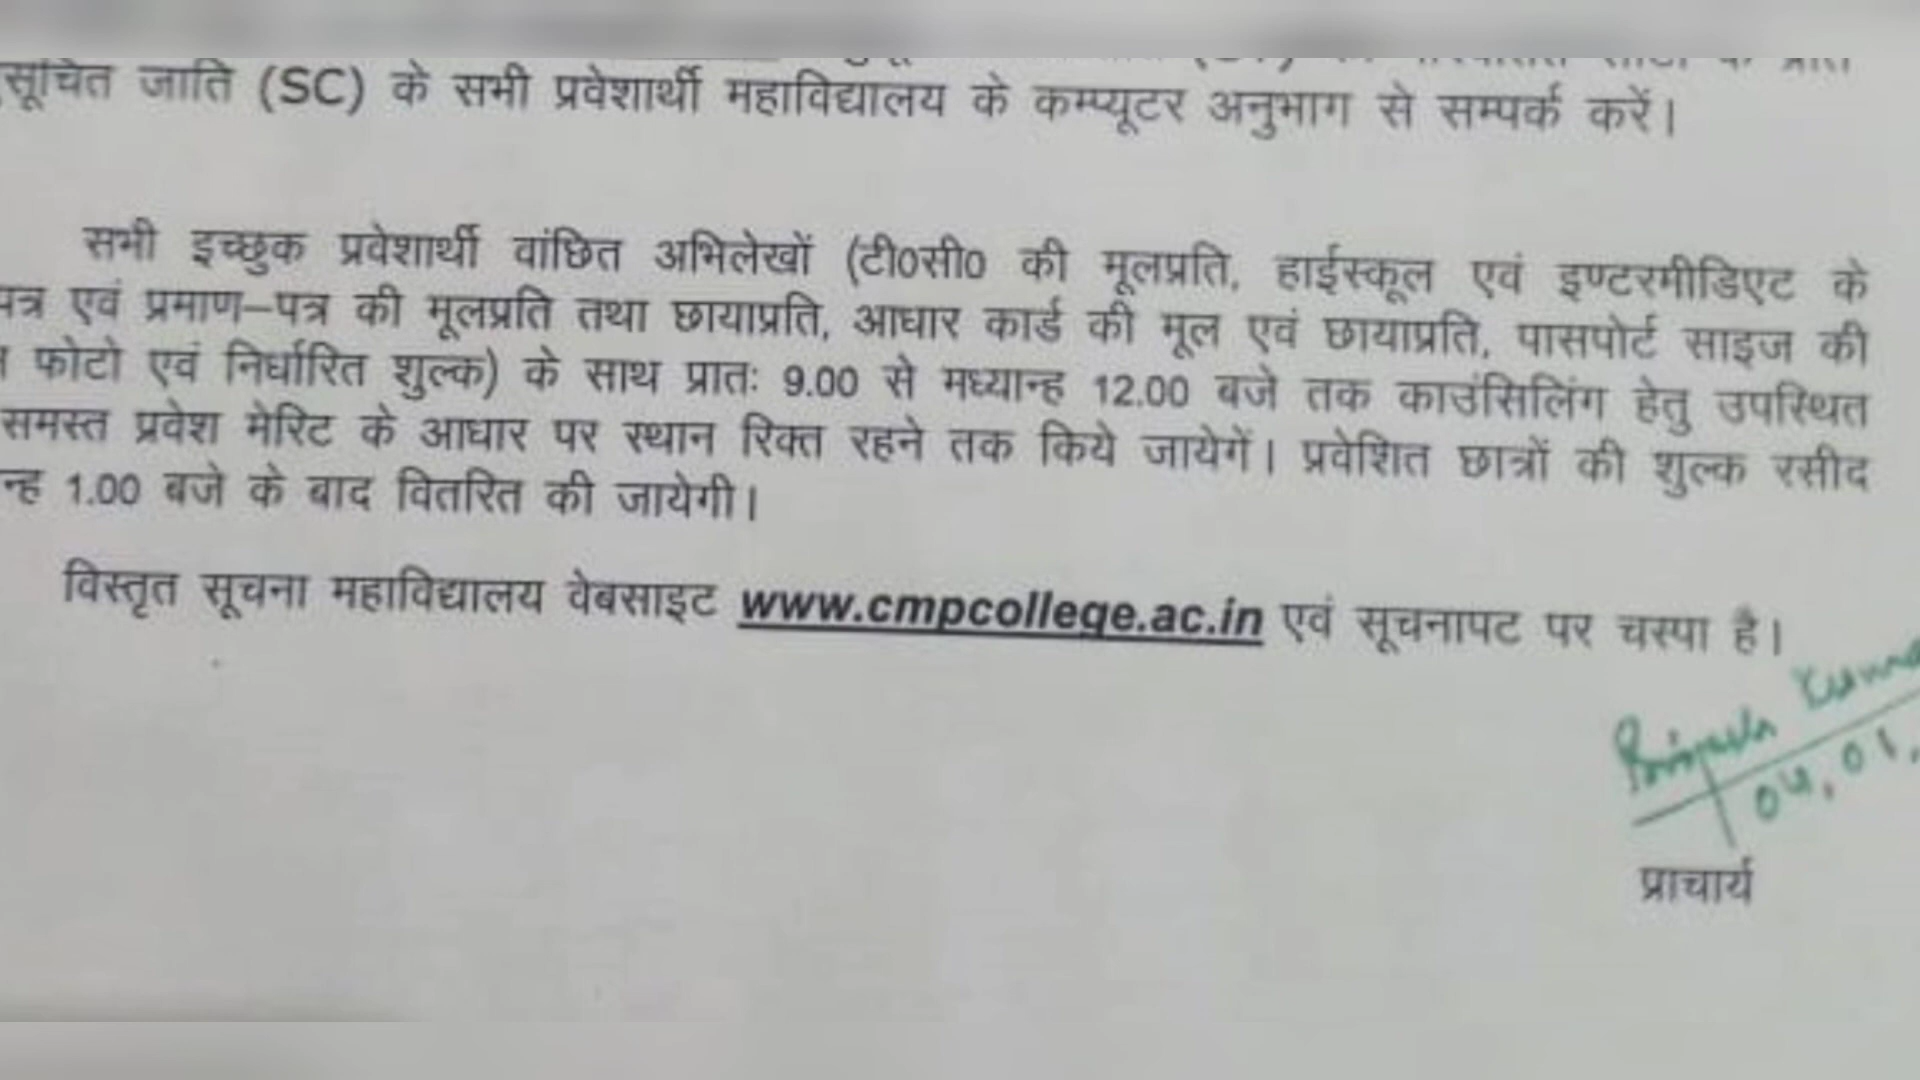 सूचित जाति (SC) के सभी प्रवेशार्थी महाविद्यालय के कम्प्यूटर अनुभाग से सम्पर्क करें।
सभी इच्छुक प्रवेशार्थी वांछित अभिलेखों (टी0सी0 की मूलप्रति, हाईस्कूल एवं इण्टरमीडिएट के
पत्र एवं प्रमाण–पत्र की मूलप्रति तथा छायाप्रति, आधार कार्ड की मूल एवं छायाप्रति, पासपोर्ट साइज की
फोटो एवं निर्धारित शुल्क) के साथ प्रातः 9.00 से मध्यान्ह 12.00 बजे तक काउंसिलिंग हेतु उपस्थित
समस्त प्रवेश मेरिट के आधार पर स्थान रिक्त रहने तक किये जायेगें। प्रवेशित छात्रों की शुल्क रसीद
न्ह 1.00 बजे के बाद वितरित की जायेगी।
विस्तृत सूचना महाविद्यालय वेबसाइट www.cmpcollege.ac.in एवं सूचनापट पर चस्पा है।
04.01.
प्राचार्य